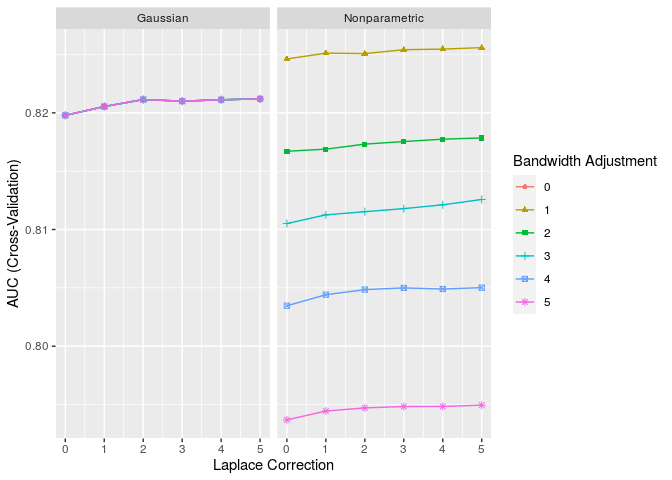 Gaussian
Nonparametric
0.82
0.81
0.80
AUC (Cross-Validation)
0 1 2 3 4 5
0 1 2 3 4 5
Laplace Correction
Bandwidth Adjustment
0
1
2
3
4
5